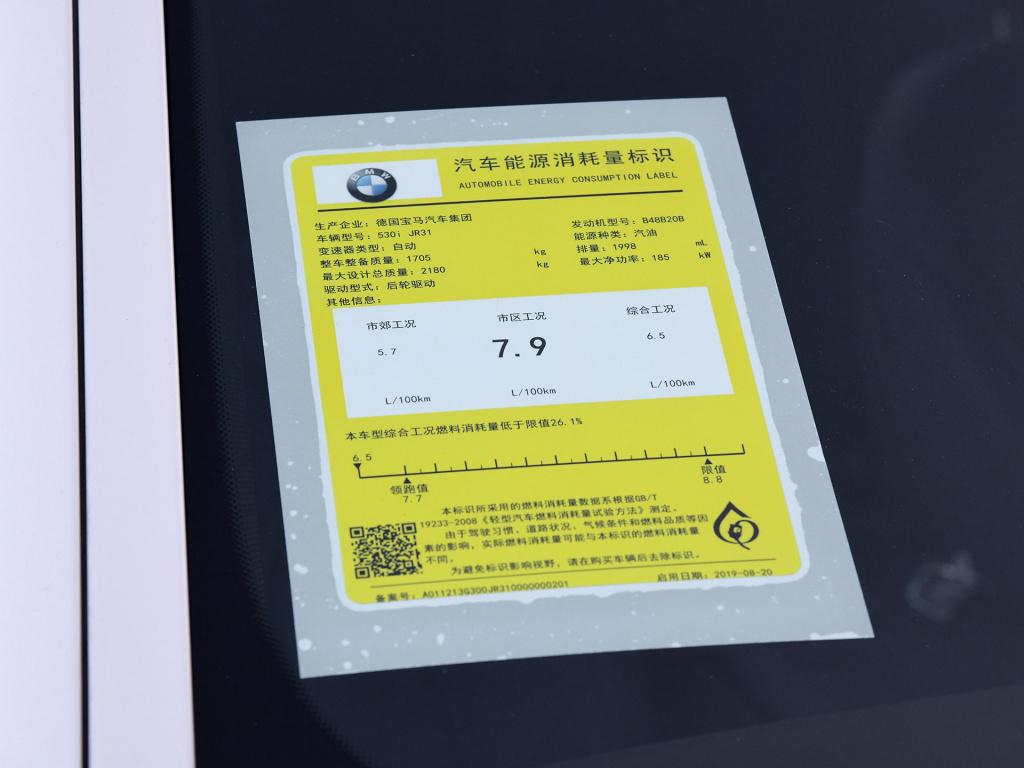 BMW
汽车能源消耗量标识
AUTOMOBILE ENERGY CONSUMPTION LABEL
生产企业：德国宝马汽车集团
车辆型号：530i JR31
变速器类型：自动
整车整备质量：1705 kg
最大设计总质量：2180 kg
驱动型式：后轮驱动
其他信息：
发动机型号：B48B20B
能源种类：汽油
排量：1998 mL
最大净功率：185 kW
市郊工况 市区工况 综合工况
5.7 7.9 6.5
L/100km L/100km L/100km
本车型综合工况燃料消耗量低于限值26.1%
6.5
领跑值 限值
7.7 8.8
本标识所采用的燃料消耗量数据系根据GB/T
19233-2008《轻型汽车燃料消耗量试验方法》测定。
由于驾驶习惯、道路状况、气候条件和燃料品质等因
素的影响，实际燃料消耗量可能与本标识的燃料消耗量
不同。
为避免标识影响视野，请在购买车辆后去除标识。
备案号：A011213G300JR310000000201 启用日期：2019-08-20